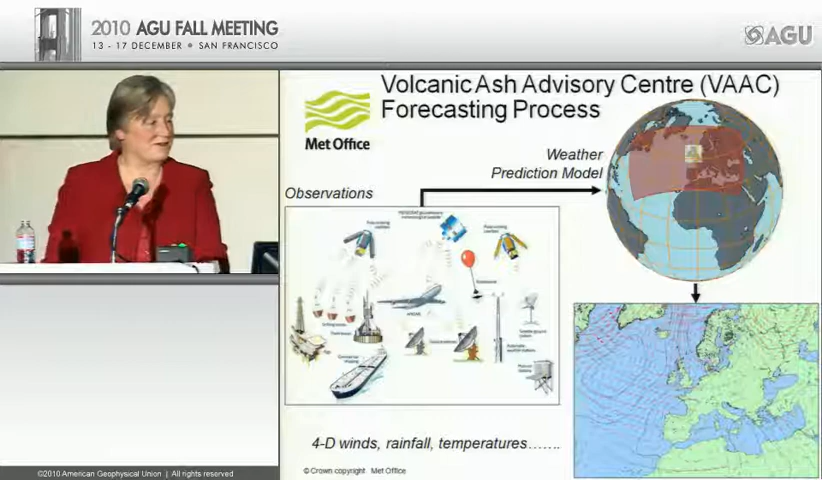 2010 AGU FALL MEETING
13 - 17 DECEMBER • SAN FRANCISCO
AGU
Volcanic Ash Advisory Centre (VAAC)
Forecasting Process
Met Office
Weather
Prediction Model
Observations
4-D winds, rainfall, temperatures.......
© Crown copyright Met Office
©2010 American Geophysical Union | All rights reserved